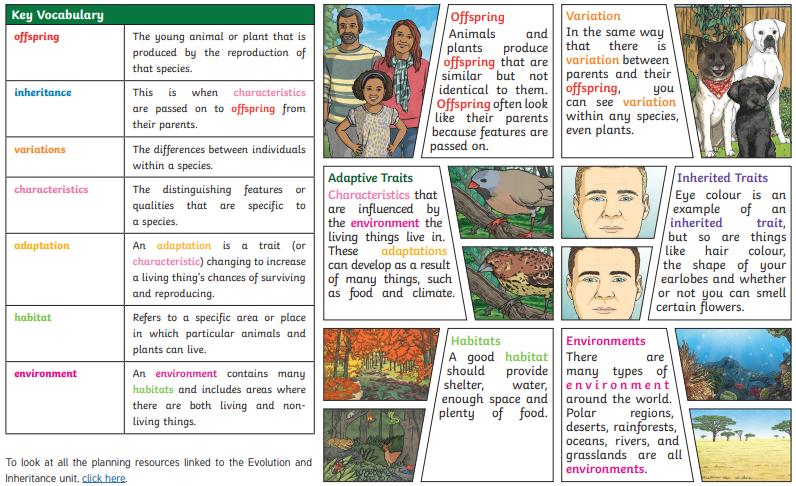 Key Vocabulary
offspring
The young animal or plant that is
produced by the reproduction of
that species.
inheritance
This is when characteristics
are passed on to offspring from
their parents.
variations
The differences between individuals
within a species.
characteristics
The distinguishing features or
qualities that are specific to
a species.
adaptation
An adaptation is a trait (or
characteristic) changing to increase
a living thing's chances of surviving
and reproducing.
habitat
Refers to a specific area or place
in which particular animals and
plants can live.
environment
An environment contains many
habitats and includes areas where
there are both living and non-
living things.
To look at all the planning resources linked to the Evolution and
Inheritance unit, click here.
Offspring
Animals and
plants produce
offspring that are
similar but not
identical to them.
Offspring often look
like their parents
because features are
passed on.
Variation
In the same way
that there is
variation between
parents and their
offspring, you
can see variation
within any species,
even plants.
Adaptive Traits
Characteristics that
are influenced by
the environment the
living things live in.
These adaptations
can develop as a result
of many things, such
as food and climate.
Inherited Traits
Eye colour is an
example of an
inherited trait,
but so are things
like hair colour,
the shape of your
earlobes and whether
or not you can smell
certain flowers.
Habitats
A good habitat
should provide
shelter, water,
enough space and
plenty of food.
Environments
There are
many types of
environment
around the world.
Polar regions,
deserts, rainforests,
oceans, rivers, and
grasslands are all
environments.